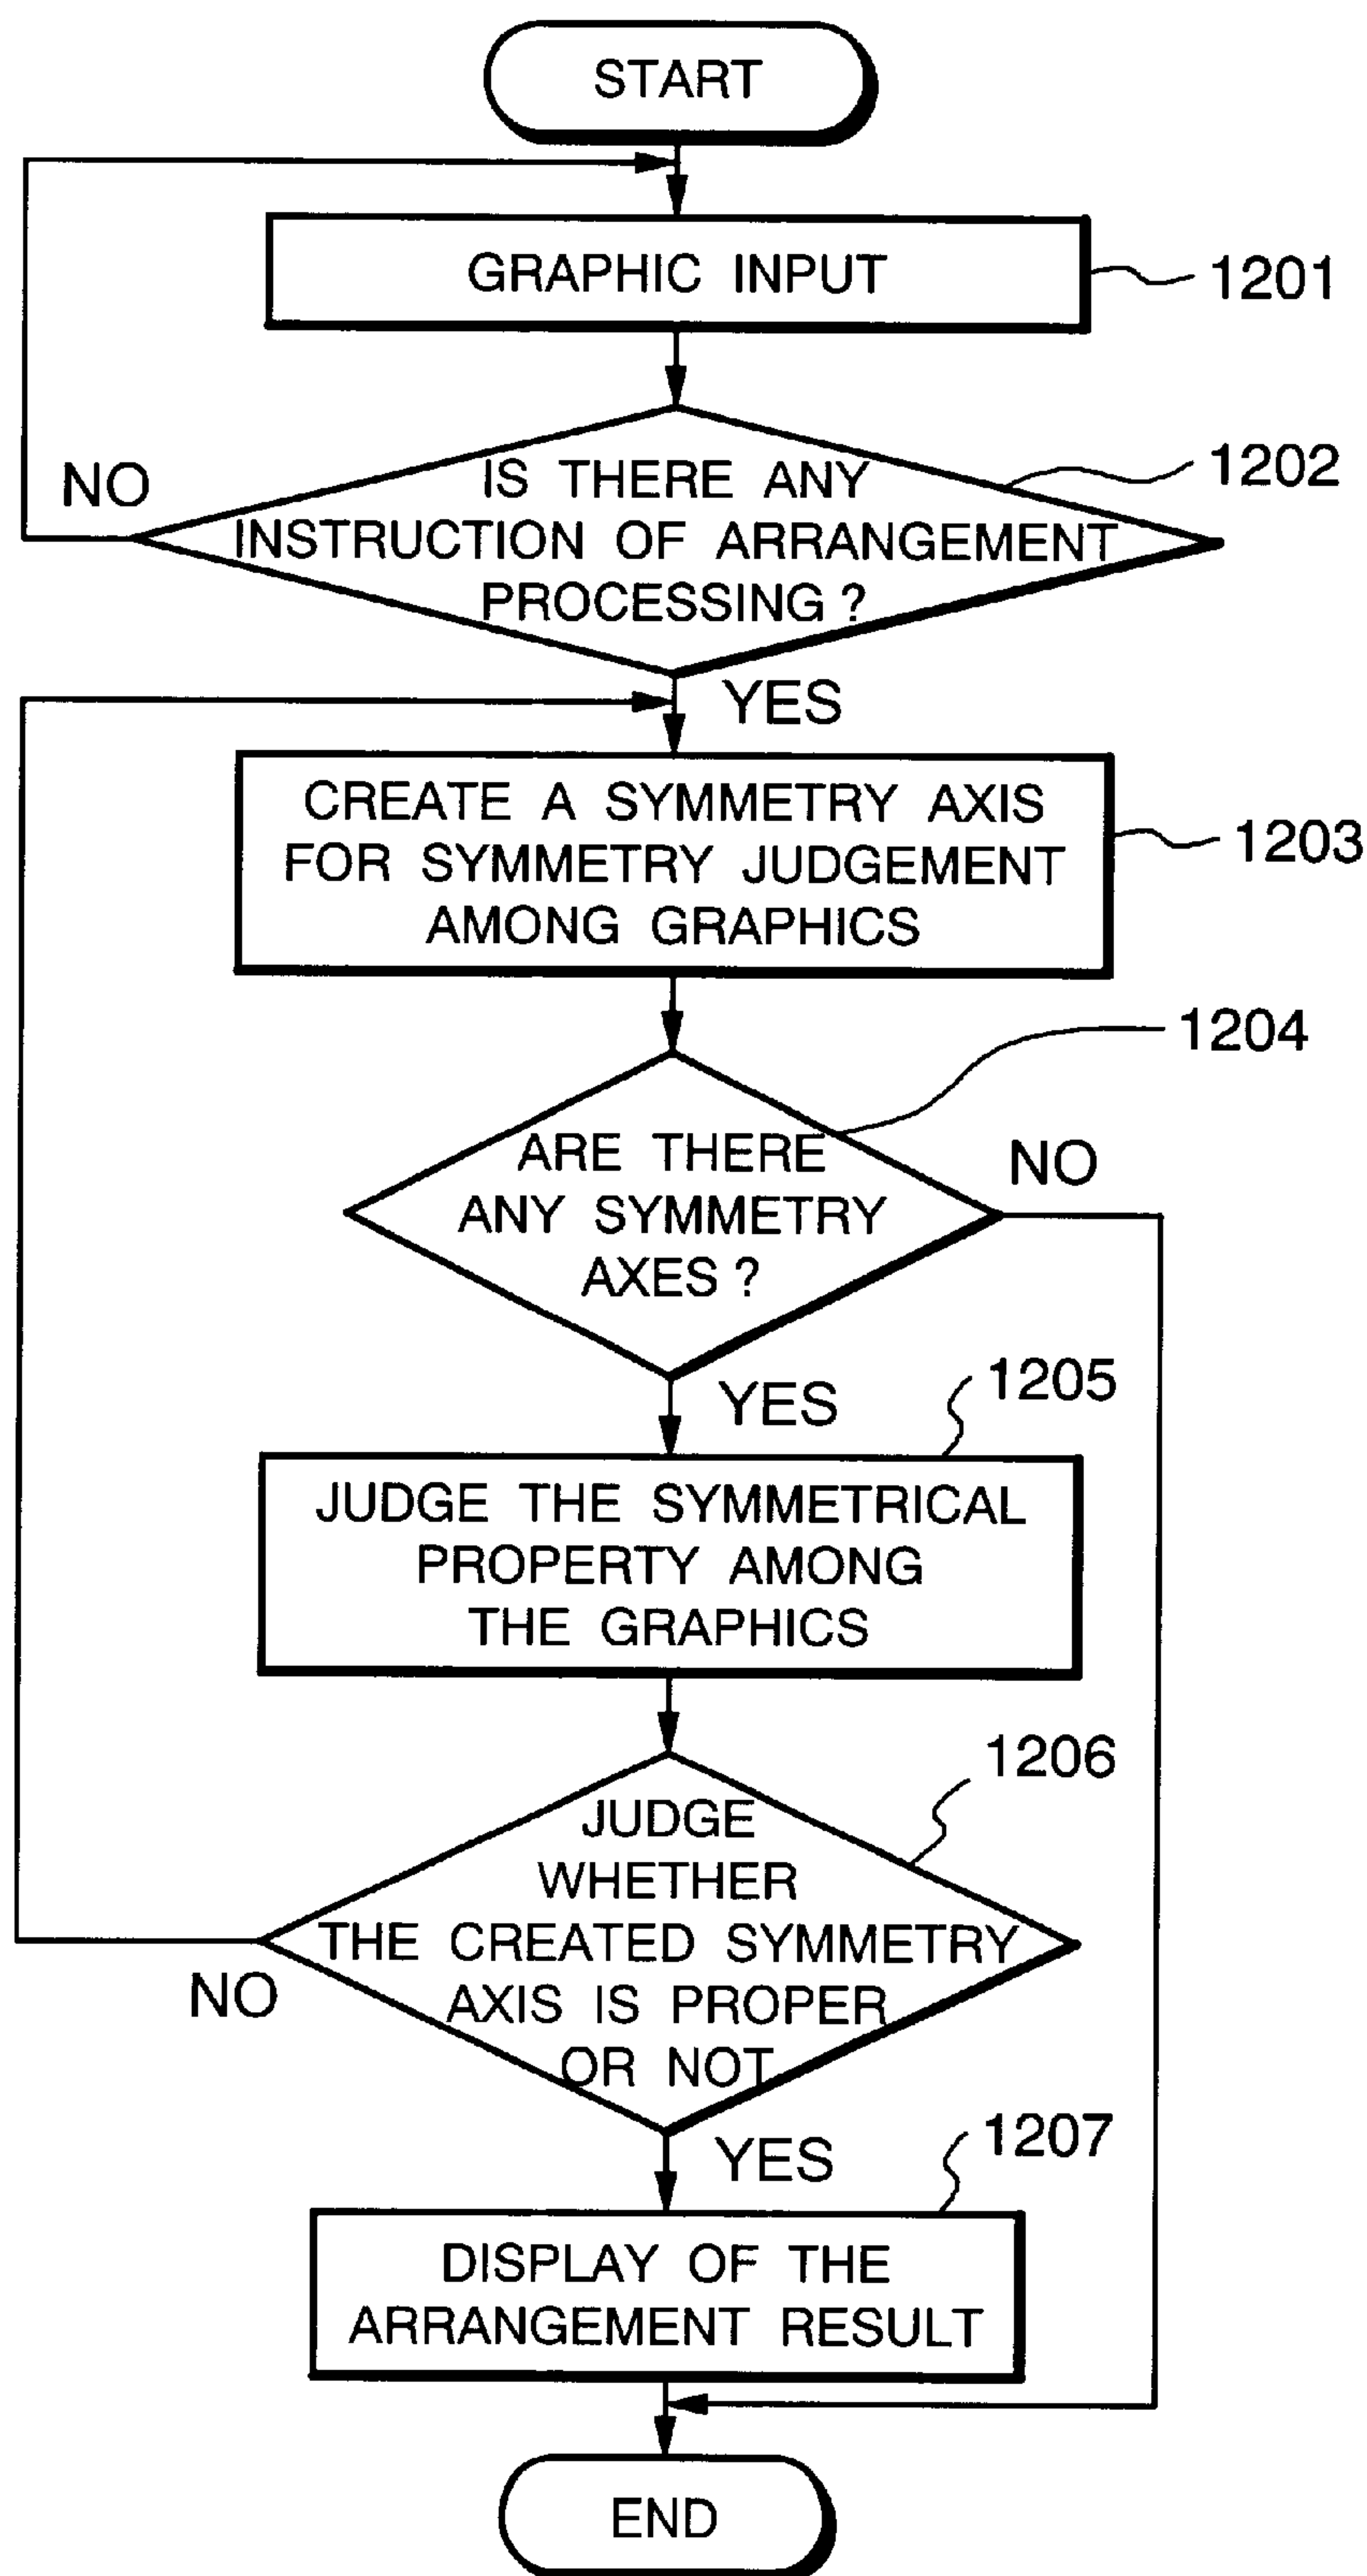 START
GRAPHIC INPUT
1201
IS THERE ANY
INSTRUCTION OF ARRANGEMENT
PROCESSING ?
1202
NO
YES
CREATE A SYMMETRY AXIS
FOR SYMMETRY JUDGEMENT
AMONG GRAPHICS
1203
1204
ARE THERE
ANY SYMMETRY
AXES ?
NO
YES
1205
JUDGE THE SYMMETRICAL
PROPERTY AMONG
THE GRAPHICS
1206
JUDGE
WHETHER
THE CREATED SYMMETRY
AXIS IS PROPER
OR NOT
NO
YES
1207
DISPLAY OF THE
ARRANGEMENT RESULT
END